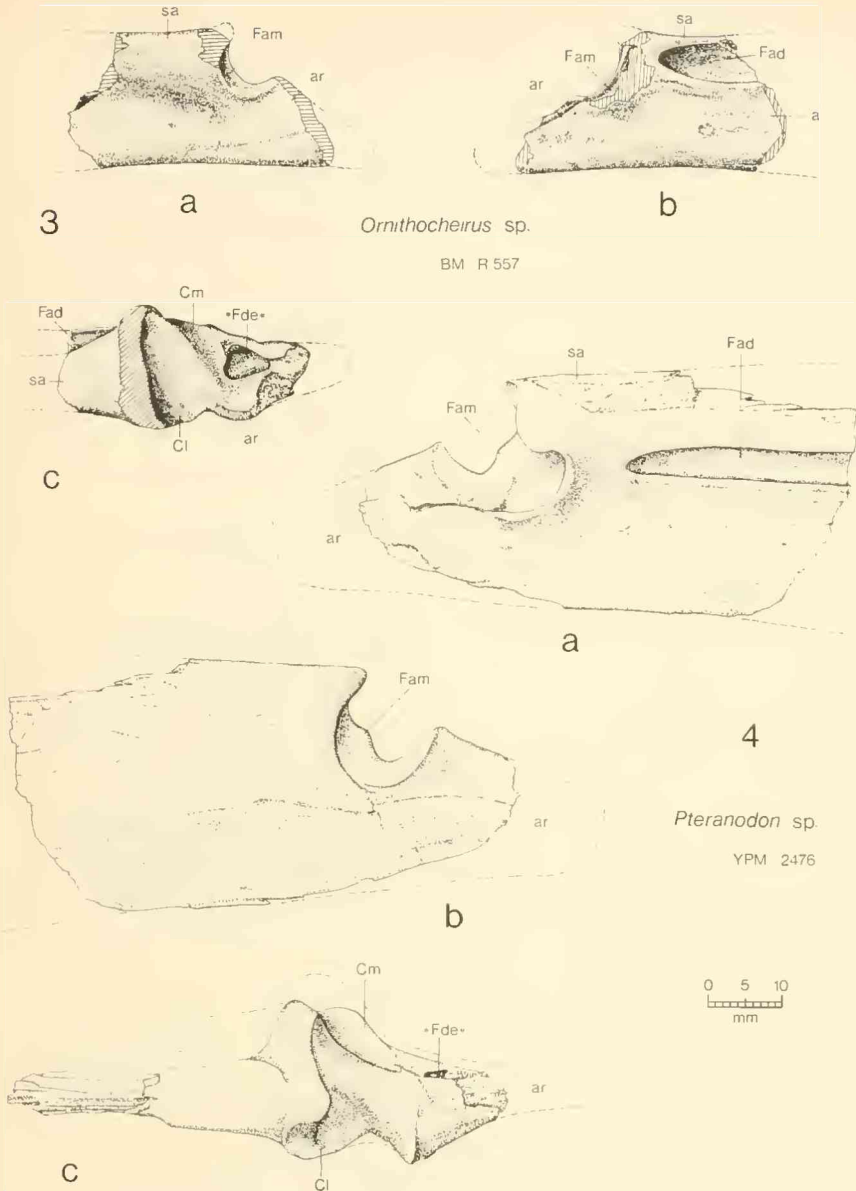 sa
Fam
ar
a
3
sa
Fam
Fad
ar
a
b
Ornithocheirus sp.
BM R 557
Cm
Fad
"Fde"
sa
Cl
ar
c
sa
Fad
Fam
ar
a
4
Fam
ar
b
Pteranodon sp.
YPM 2476
Cm
"Fde"
ar
Cl
c
0 5 10
mm